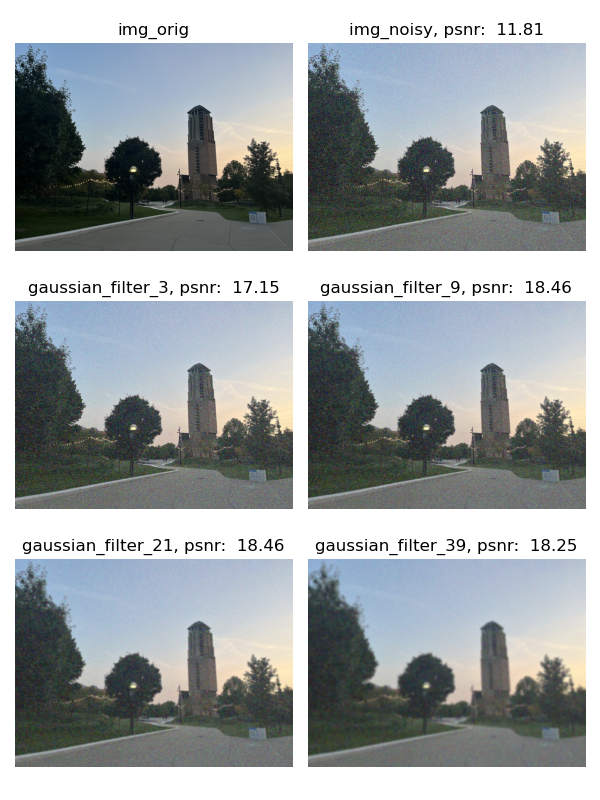 img_orig
img_noisy, psnr:  11.81
gaussian_filter_3, psnr:  17.15
gaussian_filter_9, psnr:  18.46
gaussian_filter_21, psnr:  18.46
gaussian_filter_39, psnr:  18.25